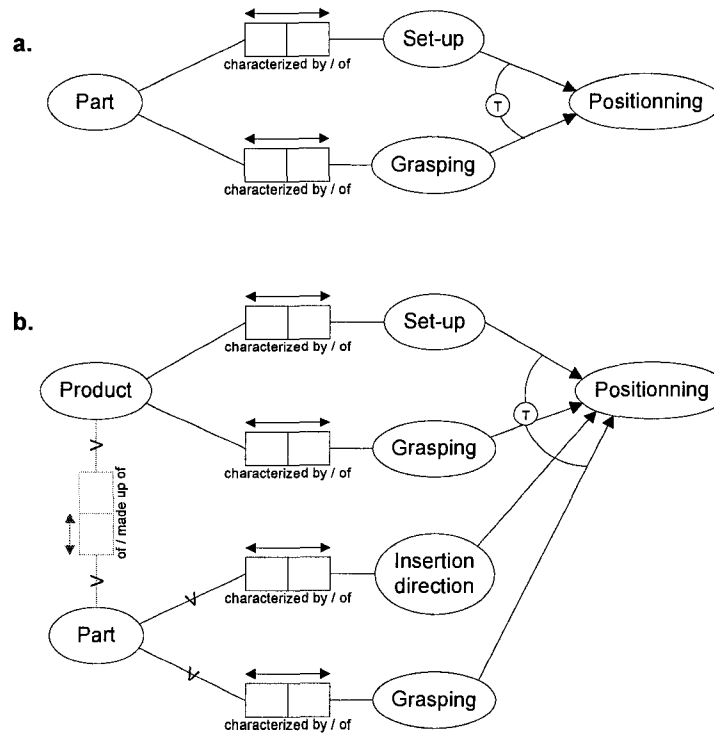 a.
Part
characterized by / of
Set-up
T
Positionning
characterized by / of
Grasping
b.
Product
characterized by / of
Set-up
T
Positionning
characterized by / of
Grasping
of / made up of
characterized by / of
Insertion
direction
Part
characterized by / of
Grasping